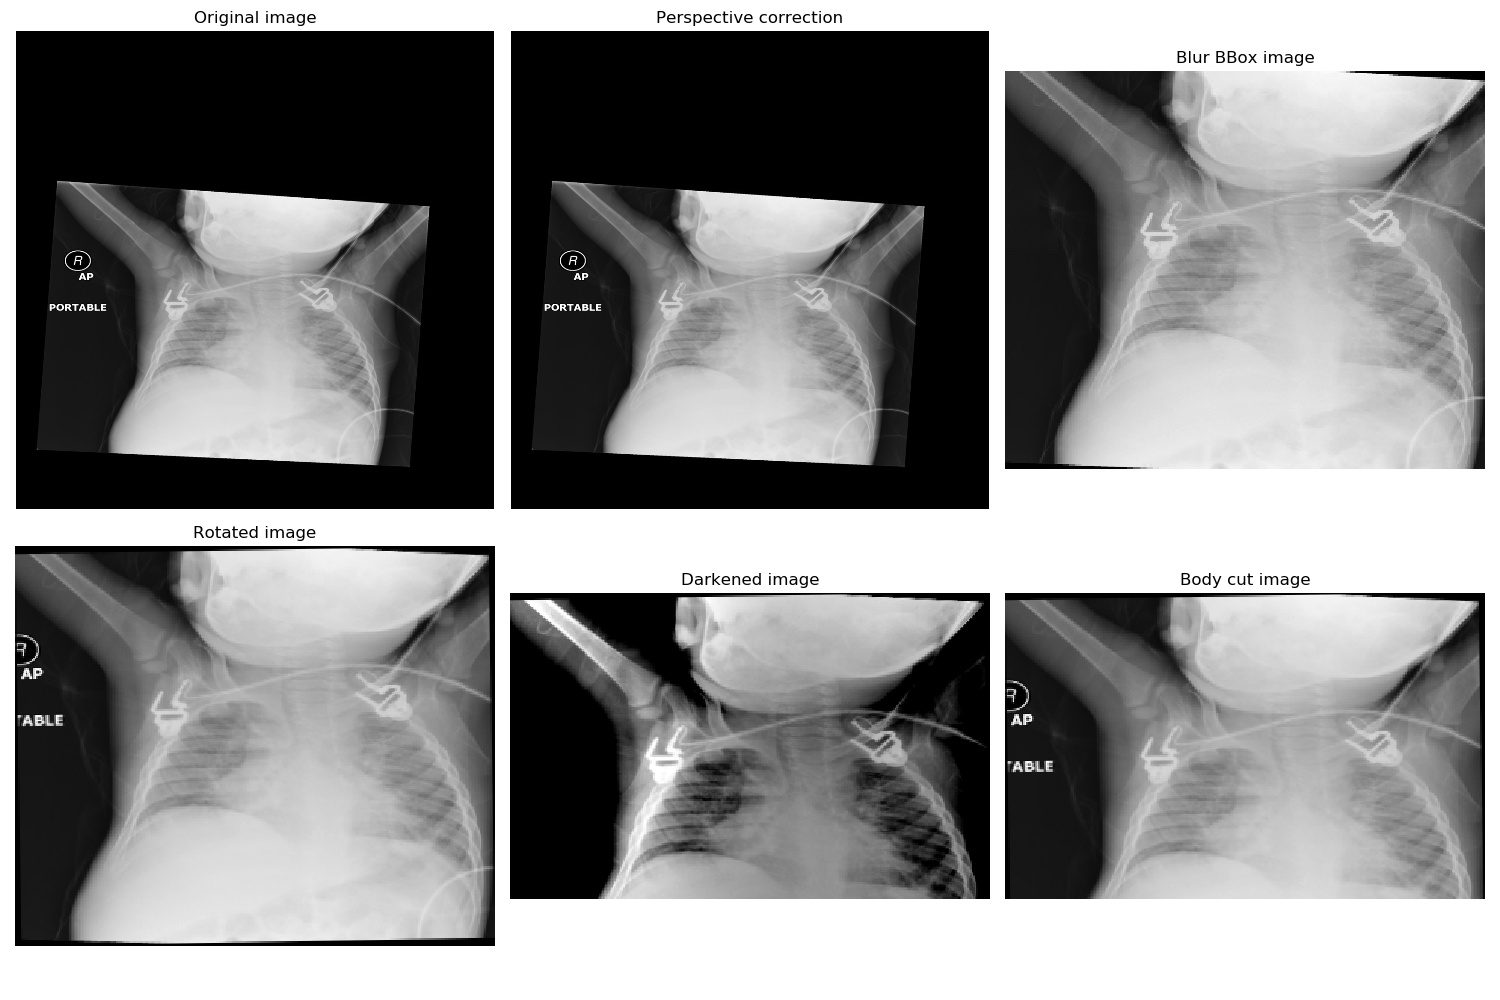 Original image
Perspective correction
Blur BBox image
R
AP
PORTABLE
R
AP
PORTABLE
Rotated image
Darkened image
Body cut image
R
AP
TABLE
R
AP
TABLE